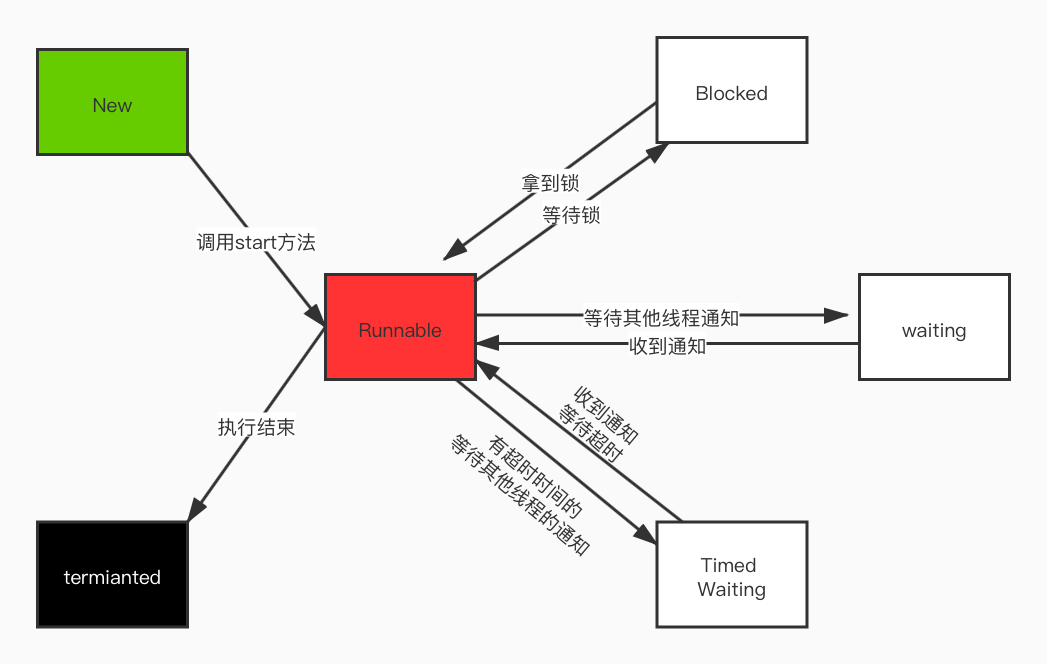 New
Blocked
拿到锁
等待锁
调用start方法
Runnable
等待其他线程通知
收到通知
waiting
收到通知
等待超时
执行结束
有超时时间的
等待其他线程的通知
termianted
Timed
Waiting